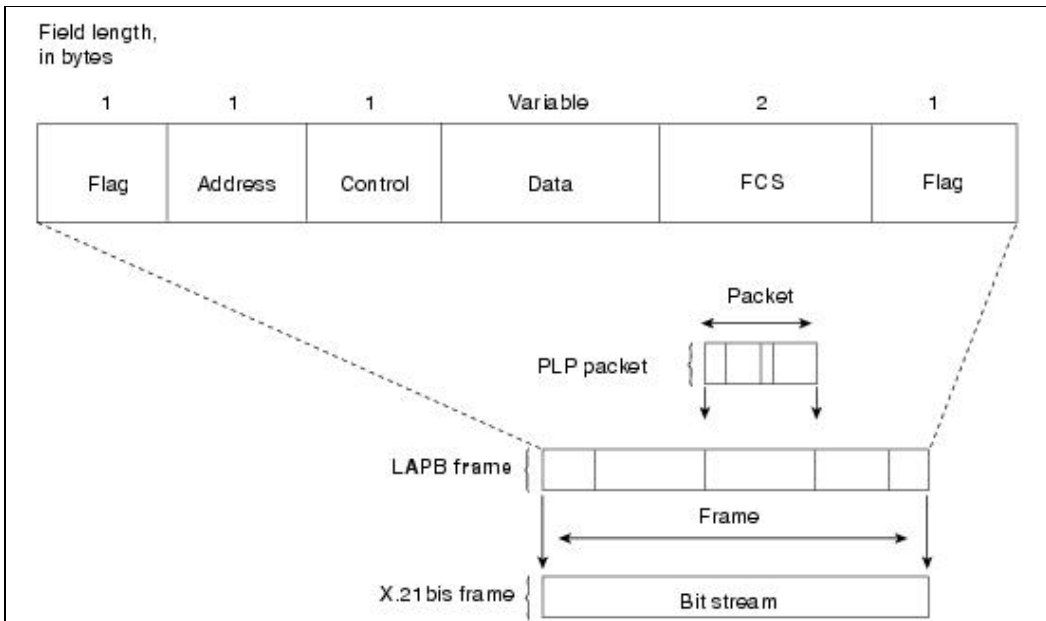 Field length,
in bytes
1 1 1 Variable 2 1
Flag Address Control Data FCS Flag
Packet
PLP packet
LAPB frame
Frame
X.21bis frame
Bit stream